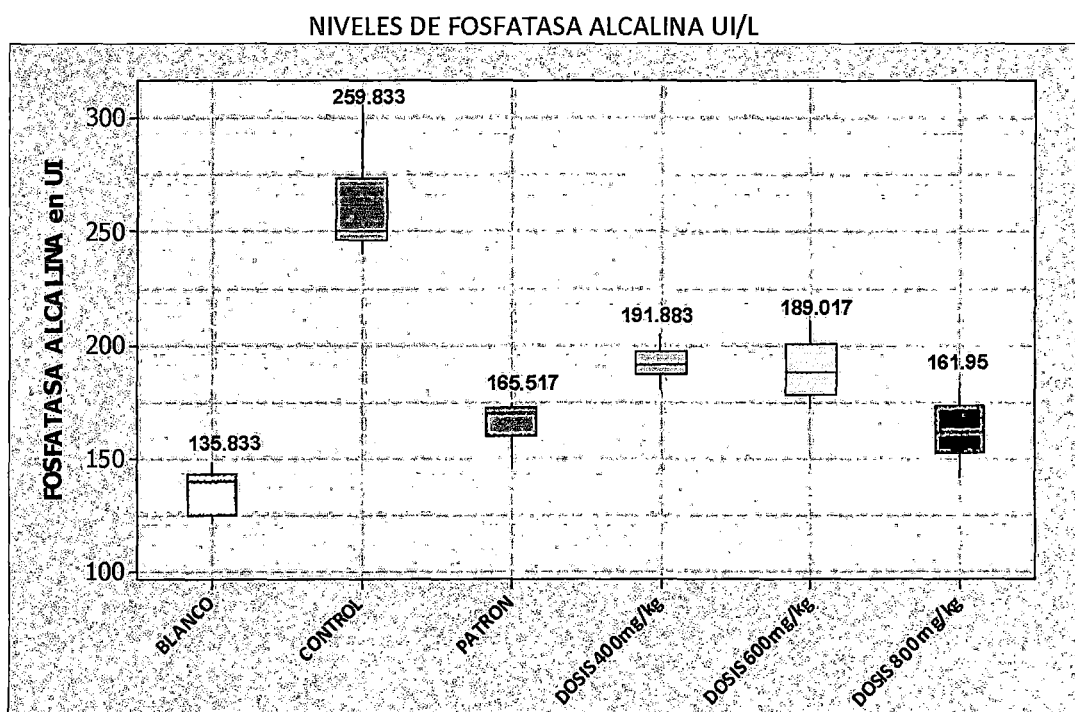 NIVELES DE FOSFATASA ALCALINA UI/L
FOSFATASA ALCALINA en UI
300
250
200
150
100
259.833
191.883
189.017
165.517
161.95
135.833
BLANCO
CONTROL
PATRON
DOSIS 400mg/kg
DOSIS 600mg/kg
DOSIS 800mg/kg